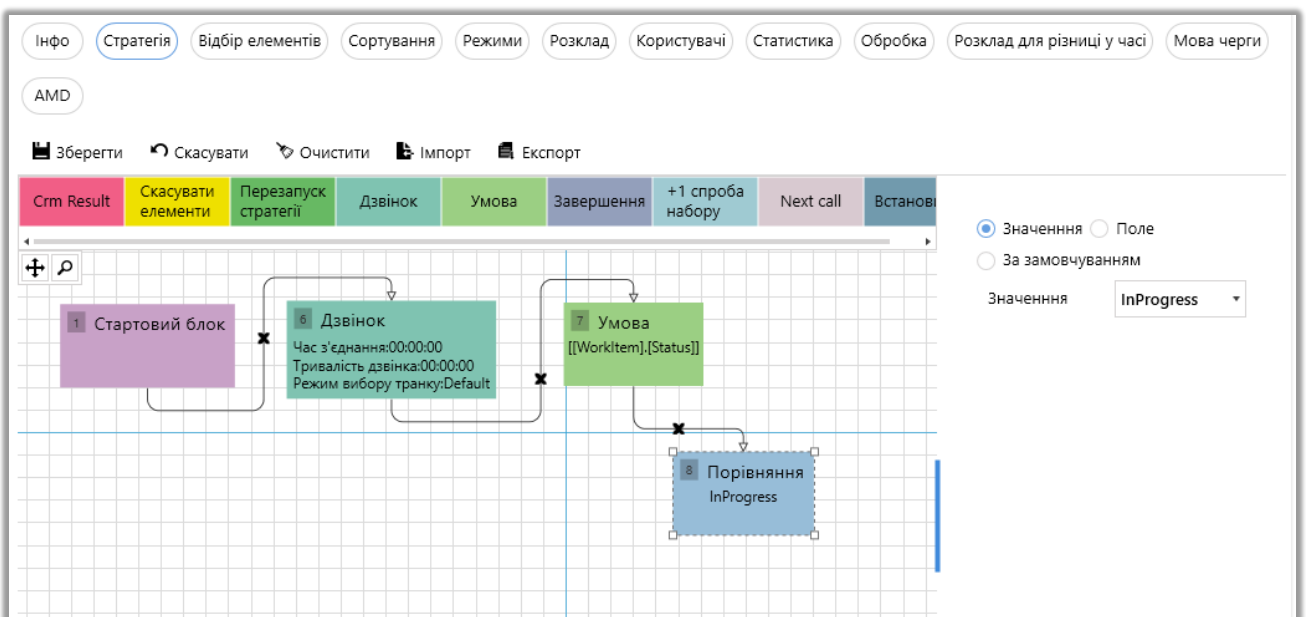 Інфо Стратегія Відбір елементів Сортування Режими Розклад Користувачі Статистика Обробка Розклад для різниці у часі Мова черги
AMD
Зберегти Скасувати Очистити Імпорт Експорт
Crm Result
Скасувати
елементи
Перезапуск
стратегії
Дзвінок
Умова
Завершення
+1 спроба
набору
Next call
Встанов
Значенння Поле
За замовчуванням
Значенння InProgress
1 Стартовий блок
6 Дзвінок
Час з'єднання:00:00:00
Тривалість дзвінка:00:00:00
Режим вибору транку:Default
7 Умова
[[WorkItem].[Status]]
8 Порівняння
InProgress